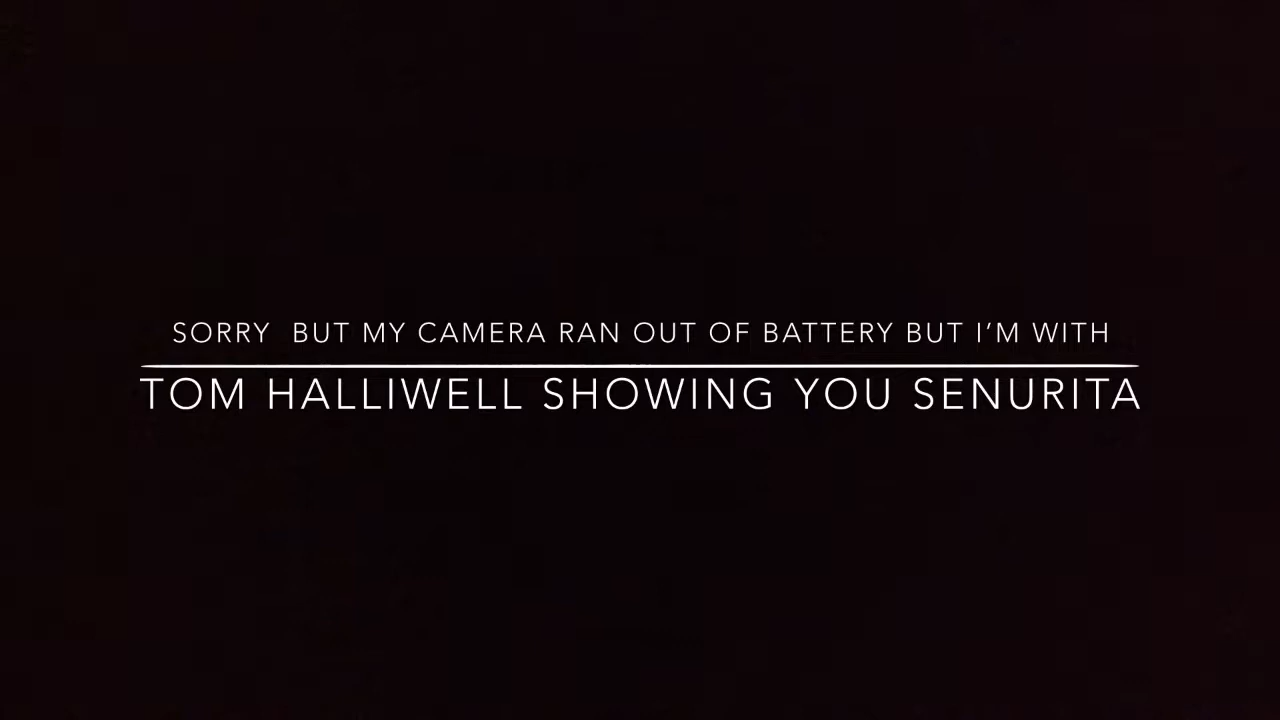 SORRY  BUT MY CAMERA RAN OUT OF BATTERY BUT I’M WITH
TOM HALLIWELL SHOWING YOU SENURITA